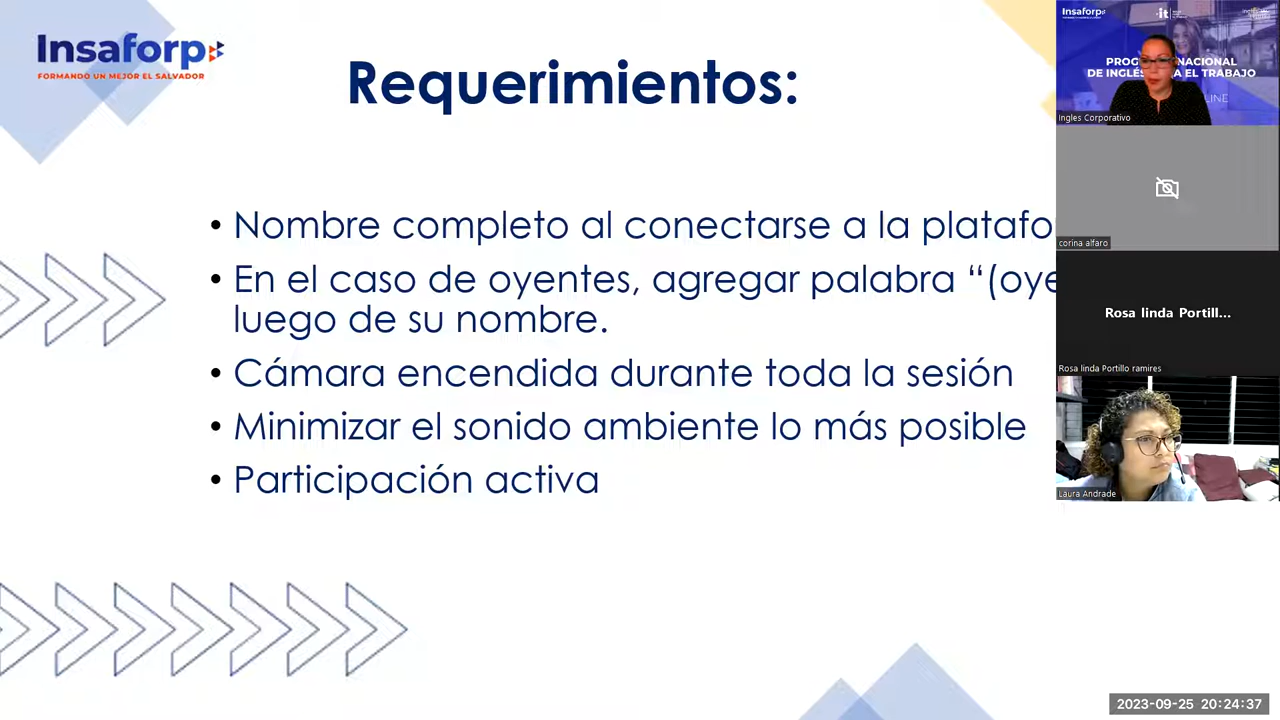 Insaforp
FORMANDO UN MEJOR EL SALVADOR
Requerimientos:
• Nombre completo al conectarse a la platafo
• En el caso de oyentes, agregar palabra “(oye
luego de su nombre.
• Cámara encendida durante toda la sesión
• Minimizar el sonido ambiente lo más posible
• Participación activa
Insaforp
it
PROG NACIONAL
DE INGLÉS A EL TRABAJO
LINE
Ingles Corporativo
corina alfaro
Rosa linda Portill...
Rosa linda Portillo ramires
Laura Andrade
2023-09-25 20:24:37